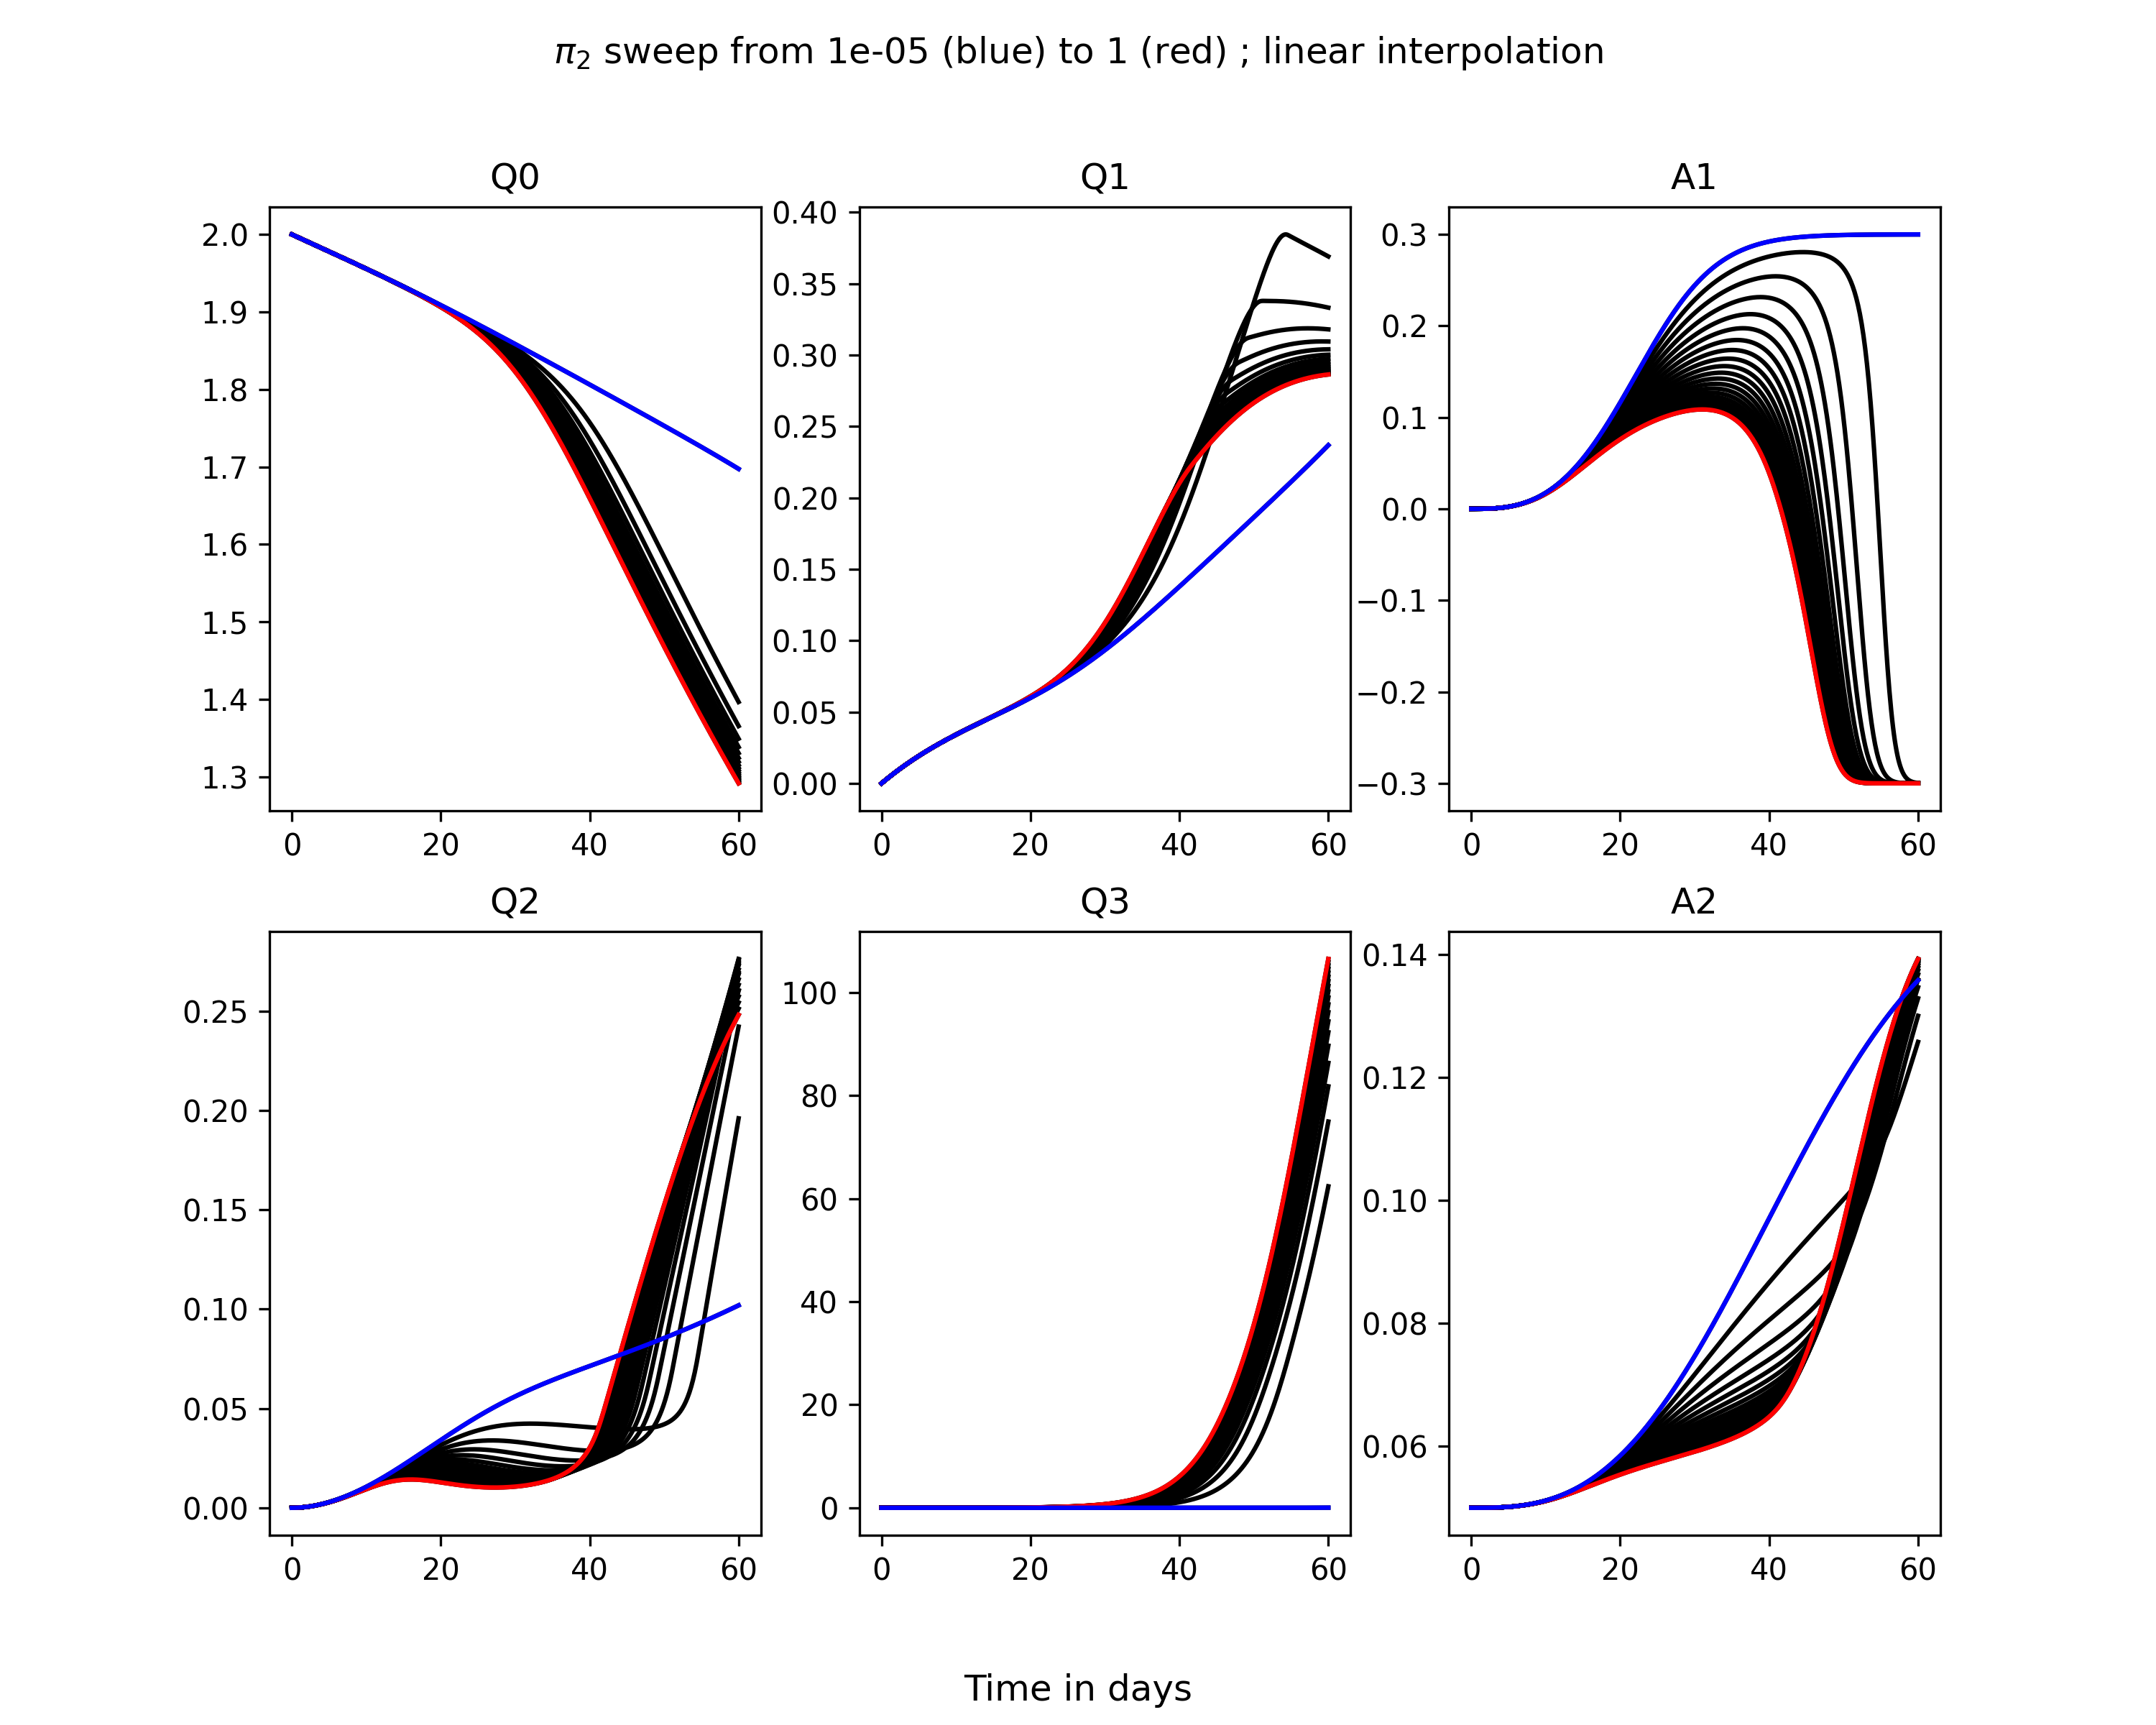 π₂ sweep from 1e-05 (blue) to 1 (red) ; linear interpolation
Q0
2.0
1.9
1.8
1.7
1.6
1.5
1.4
1.3
0 20 40 60
Q1
0.40
0.35
0.30
0.25
0.20
0.15
0.10
0.05
0.00
0 20 40 60
A1
0.3
0.2
0.1
0.0
−0.1
−0.2
−0.3
0 20 40 60
Q2
0.25
0.20
0.15
0.10
0.05
0.00
0 20 40 60
Q3
100
80
60
40
20
0
0 20 40 60
A2
0.14
0.12
0.10
0.08
0.06
0 20 40 60
Time in days